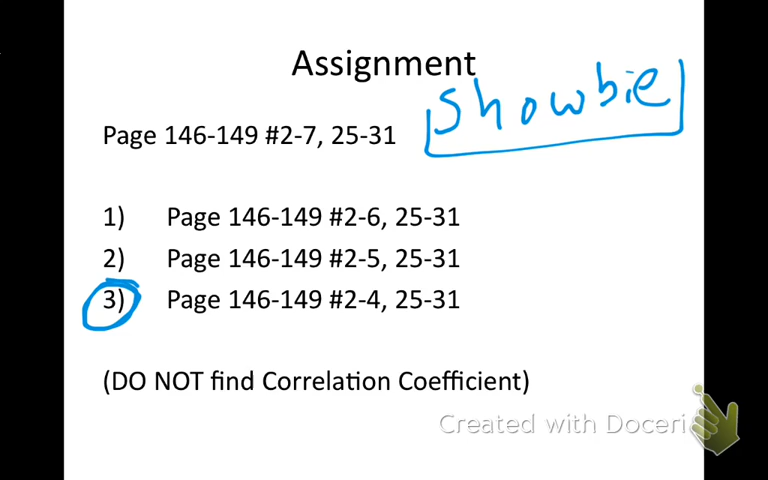 Assignment
showbie
Page 146-149 #2-7, 25-31
1) Page 146-149 #2-6, 25-31
2) Page 146-149 #2-5, 25-31
3) Page 146-149 #2-4, 25-31
(DO NOT find Correlation Coefficient)
Created with Doceri